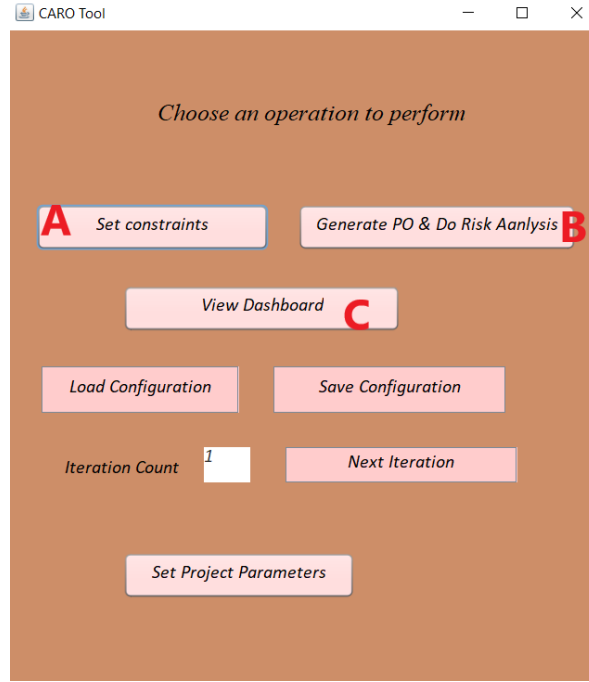 CARO Tool
Choose an operation to perform
A Set constraints
Generate PO & Do Risk Aanlysis B
View Dashboard C
Load Configuration
Save Configuration
Iteration Count 1
Next Iteration
Set Project Parameters